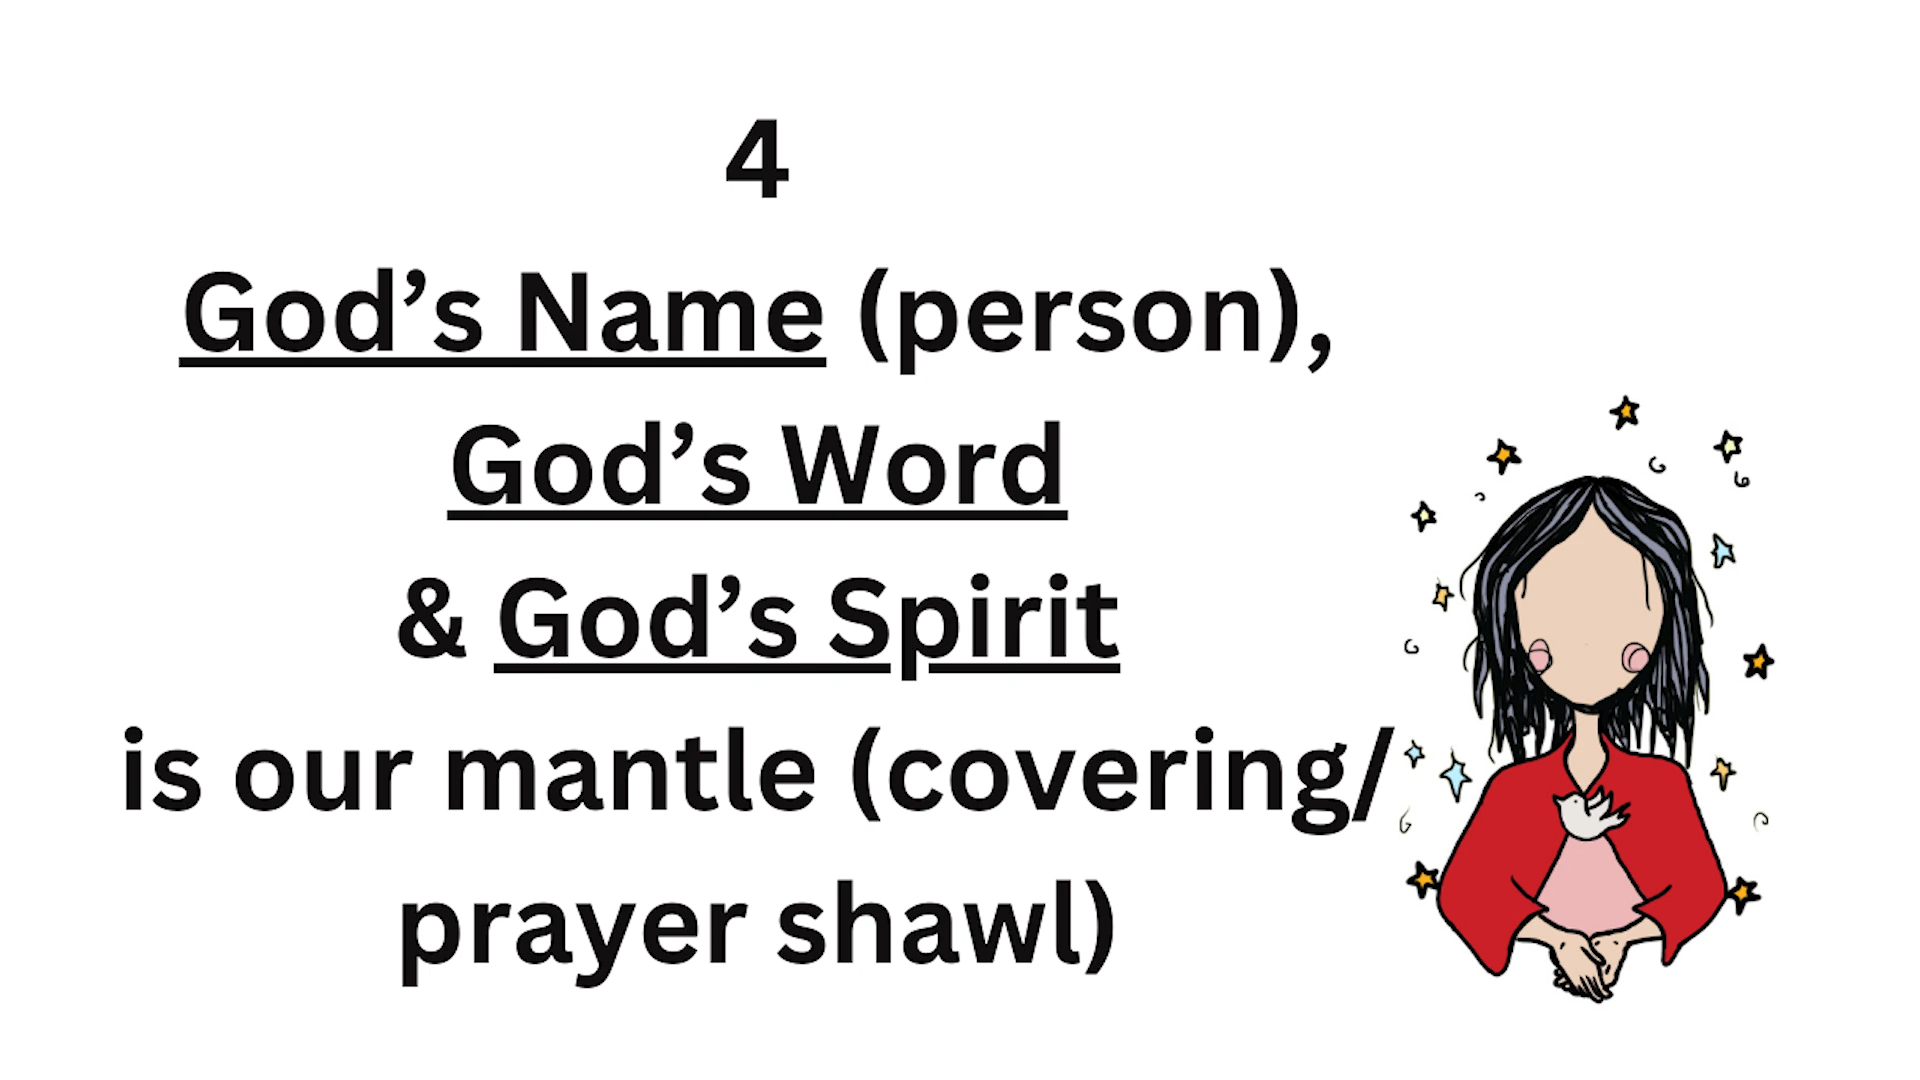 4
God’s Name (person),
God’s Word
& God’s Spirit
is our mantle (covering/
prayer shawl)